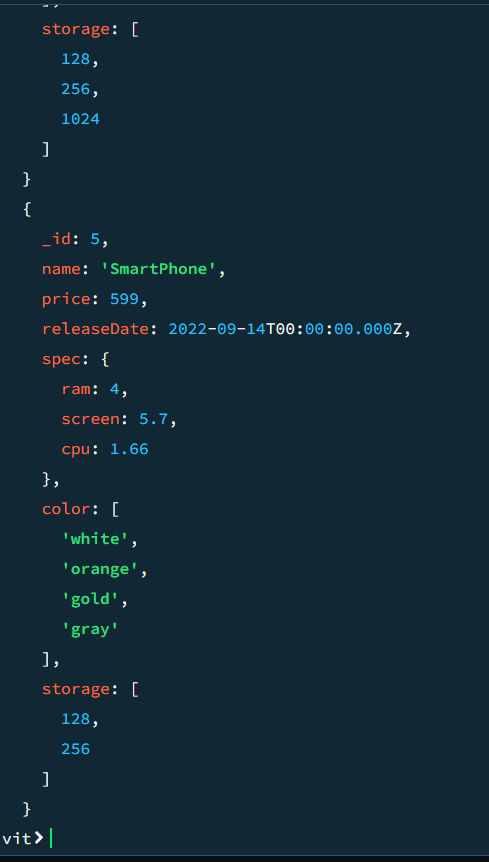 storage: [
128,
256,
1024
]
}
{
_id: 5,
name: 'SmartPhone',
price: 599,
releaseDate: 2022-09-14T00:00:00.000Z,
spec: {
ram: 4,
screen: 5.7,
cpu: 1.66
},
color: [
'white',
'orange',
'gold',
'gray'
],
storage: [
128,
256
]
}
vit>